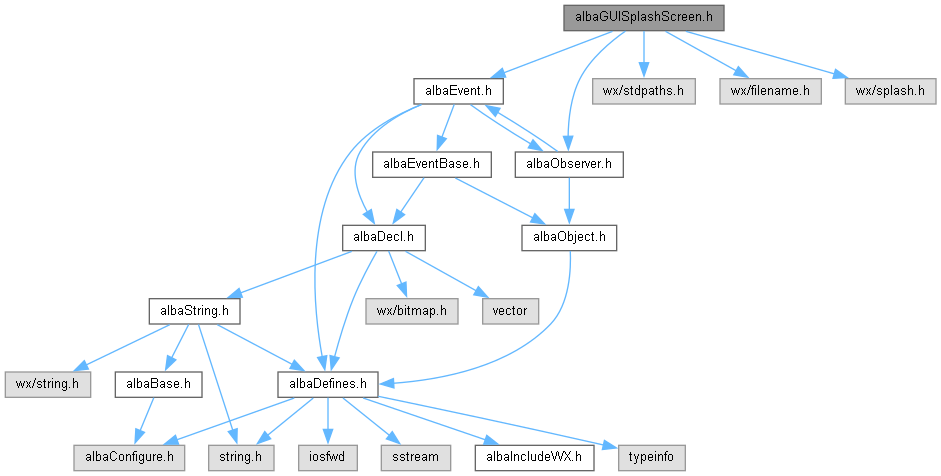 albaGUISplashScreen.h
albaEvent.h
wx/stdpaths.h
wx/filename.h
wx/splash.h
albaEventBase.h
albaObserver.h
albaDecl.h
albaObject.h
albaString.h
wx/bitmap.h
vector
wx/string.h
albaBase.h
albaDefines.h
albaConfigure.h
string.h
iosfwd
sstream
albaIncludeWX.h
typeinfo